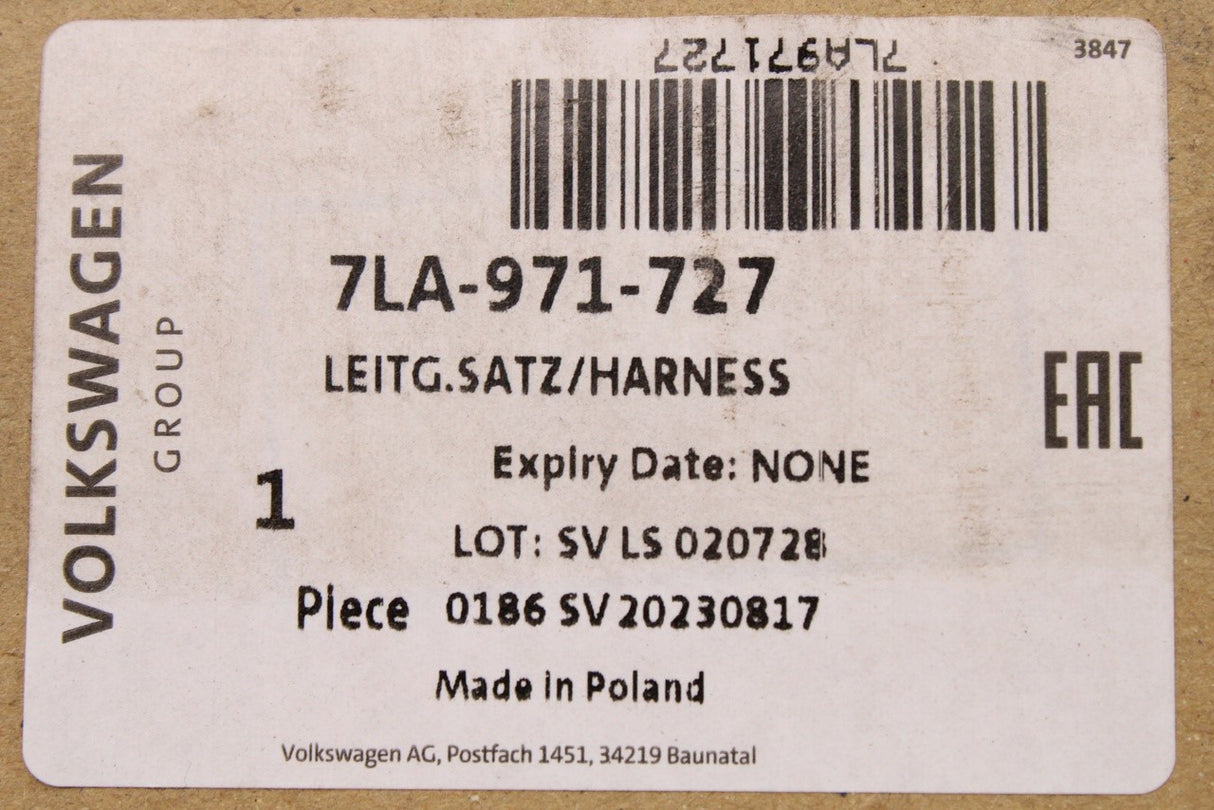 7LA971727
3847
VOLKSWAGEN
GROUP
7LA-971-727
LEITG.SATZ/HARNESS
EAC
Expiry Date: NONE
1
LOT: SV LS 020728
Piece 0186 SV 20230817
Made in Poland
Volkswagen AG, Postfach 1451, 34219 Baunatal